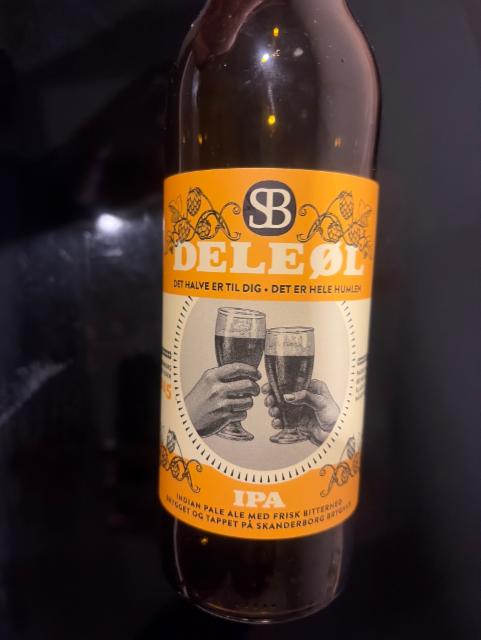 SB
DELEØL
DET HALVE ER TIL DIG • DET ER HELE HUMLEN
IPA
INDIAN PALE ALE MED FRISK BITTERHED
BRYGGET OG TAPPET PÅ SKANDERBORG BRYGHUS